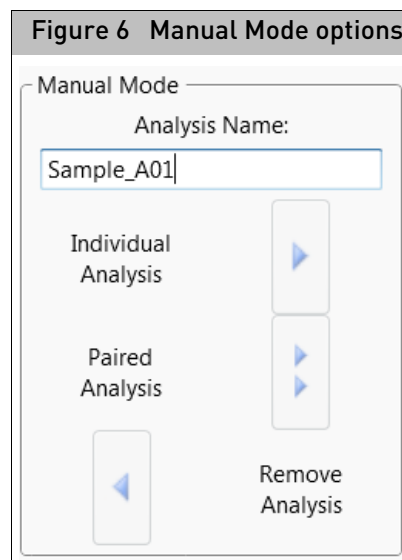 Figure 6 Manual Mode options
Manual Mode
Analysis Name:
Sample_A01
Individual
Analysis
Paired
Analysis
Remove
Analysis